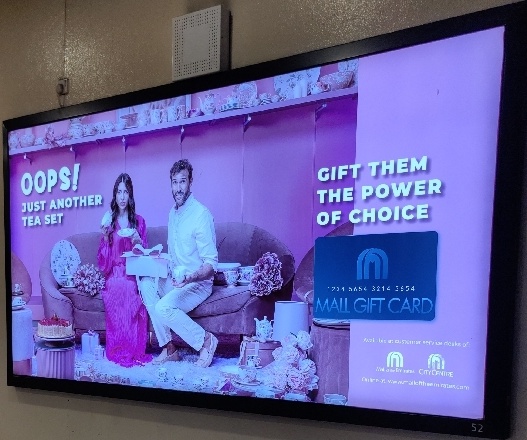 OOPS!
JUST ANOTHER
TEA SET
GIFT THEM
THE POWER
OF CHOICE
MALL GIFT CARD
CITY CENTRE
52